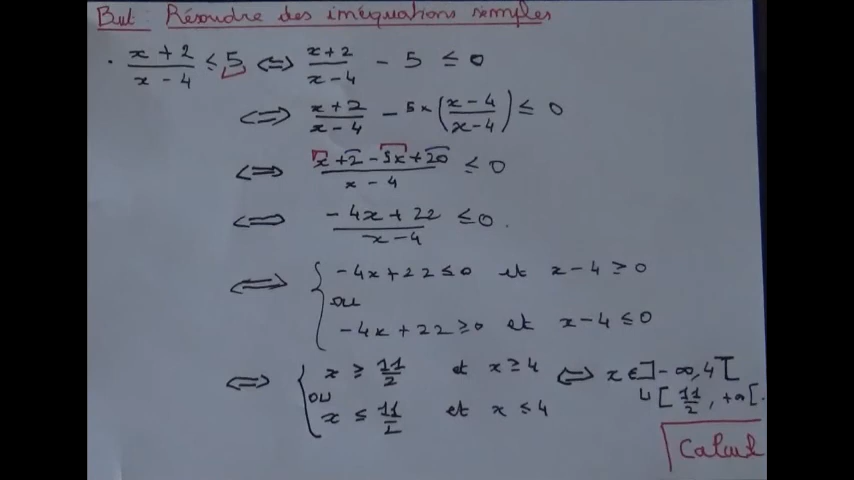 But : Résoudre des inéquations simples
• x + 2 / x - 4 ≤ 5 ⟺ x + 2 / x - 4 - 5 ≤ 0
⟺ x + 2 / x - 4 - 5 × (x - 4 / x - 4) ≤ 0
⟺ x + 2 - 5x + 20 / x - 4 ≤ 0
⟺ - 4x + 22 / x - 4 ≤ 0.
⟺ { - 4x + 22 ≤ 0 et x - 4 ≥ 0
ou
- 4x + 22 ≥ 0 et x - 4 ≤ 0
⟺ { x ≥ 11/2 et x ≥ 4 ⟺ x ∈ ]- ∞, 4[
ou ∪ [11/2, +∞[.
x ≤ 11/2 et x ≤ 4
Calcul